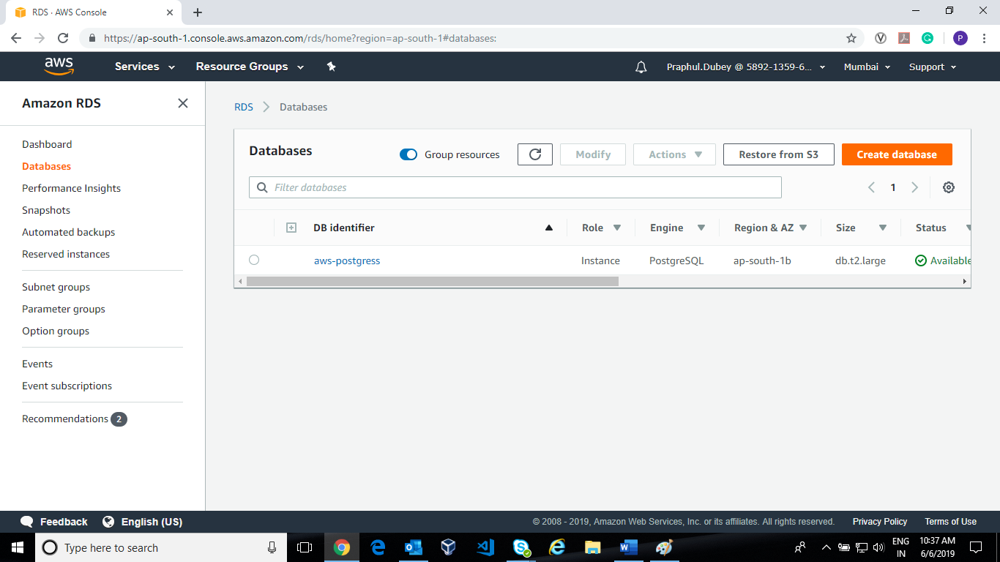 RDS · AWS Console
https://ap-south-1.console.aws.amazon.com/rds/home?region=ap-south-1#databases:
P
aws Services Resource Groups Praphul.Dubey @ 5892-1359-6... Mumbai Support
Amazon RDS
Dashboard
Databases
Performance Insights
Snapshots
Automated backups
Reserved instances
Subnet groups
Parameter groups
Option groups
Events
Event subscriptions
Recommendations 2
RDS Databases
Databases Group resources Modify Actions Restore from S3 Create database
Filter databases 1
DB identifier Role Engine Region & AZ Size Status
aws-postgress Instance PostgreSQL ap-south-1b db.t2.large Available
Feedback English (US) © 2008 - 2019, Amazon Web Services, Inc. or its affiliates. All rights reserved. Privacy Policy Terms of Use
Type here to search
ENG
IN
10:37 AM
6/6/2019